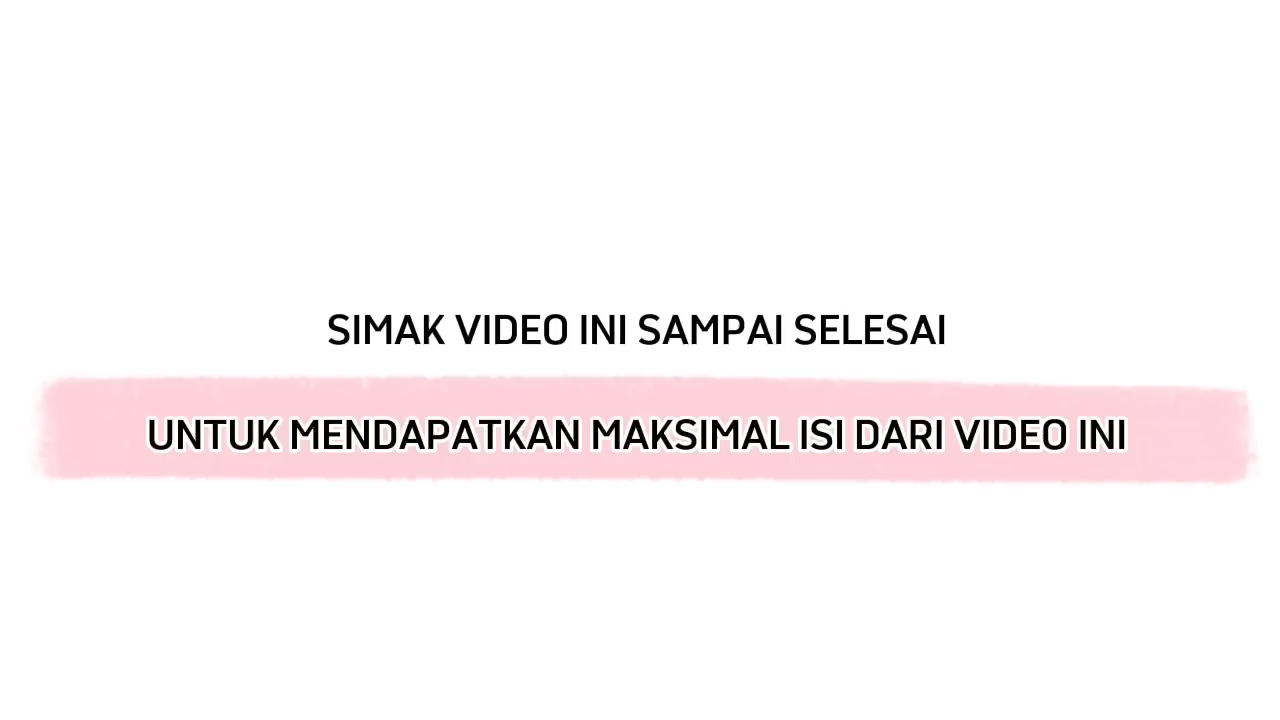 SIMAK VIDEO INI SAMPAI SELESAI
UNTUK MENDAPATKAN MAKSIMAL ISI DARI VIDEO INI